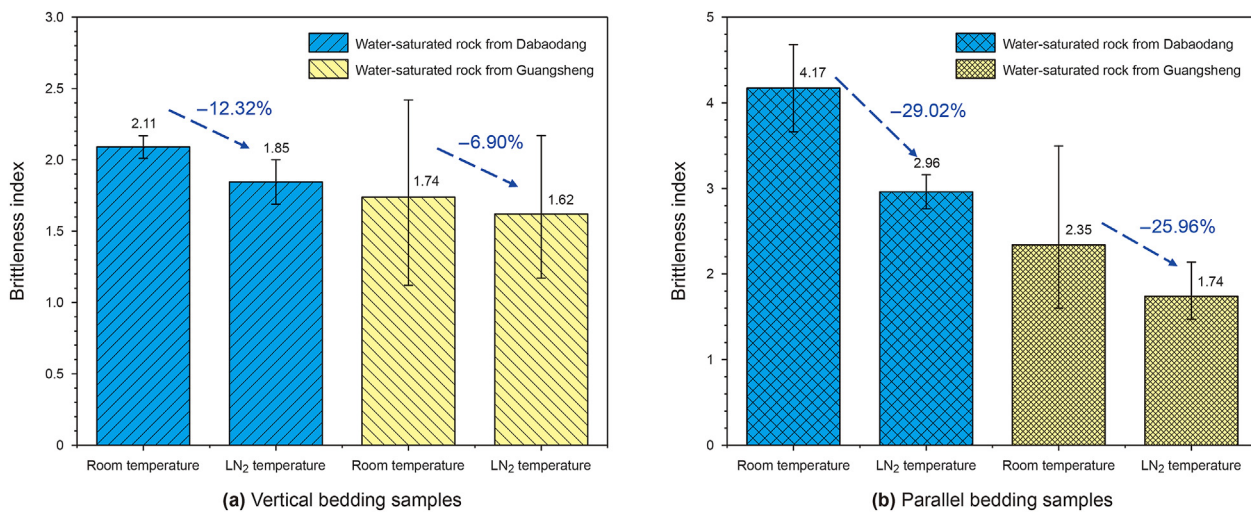 3.0
2.5
2.0
1.5
1.0
0.5
0
Brittleness index
Water-saturated rock from Dabaodang
Water-saturated rock from Guangsheng
–12.32%
–6.90%
2.11
1.85
1.74
1.62
Room temperature
LN2 temperature
Room temperature
LN2 temperature
(a) Vertical bedding samples
5
4
3
2
1
0
Brittleness index
Water-saturated rock from Dabaodang
Water-saturated rock from Guangsheng
4.17
–29.02%
2.96
2.35
–25.96%
1.74
Room temperature
LN2 temperature
Room temperature
LN2 temperature
(b) Parallel bedding samples